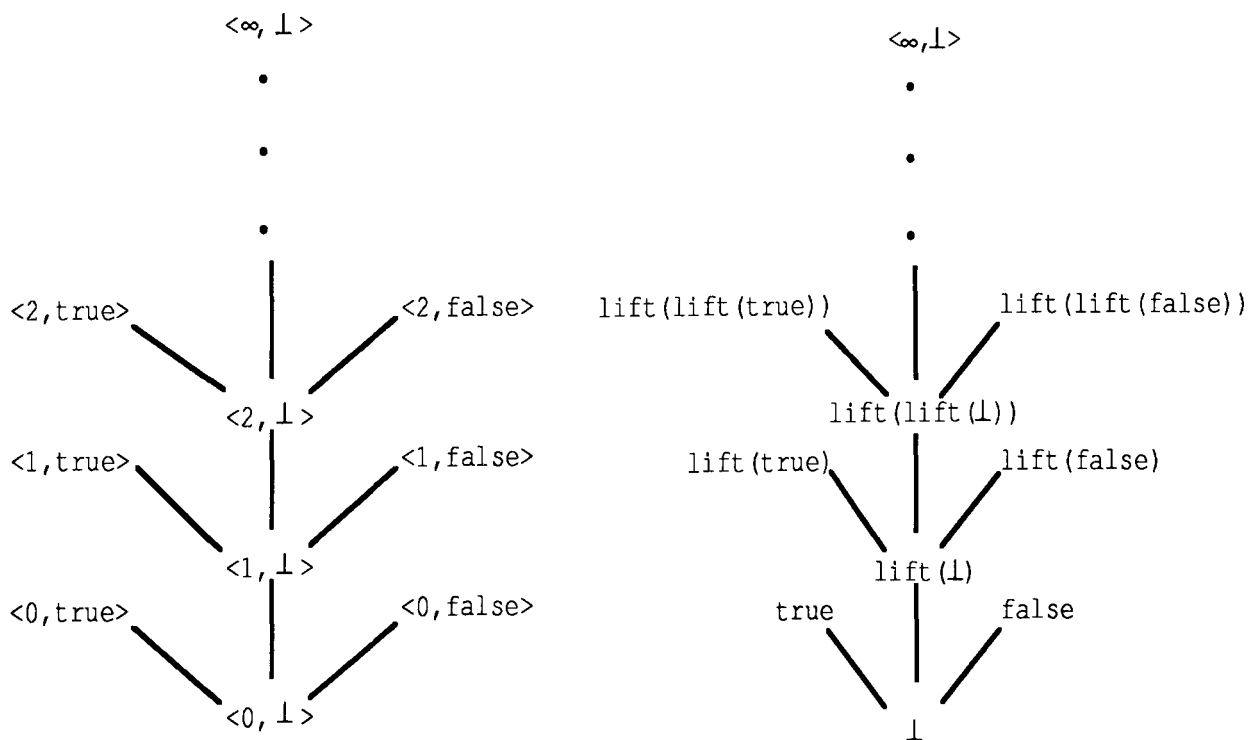 <∞, ⊥>
<2,true>
<2,false>
<2, ⊥>
<1,true>
<1,false>
<1, ⊥>
<0,true>
<0,false>
<0, ⊥>
<∞,⊥>
lift(lift(true))
lift(lift(false))
lift(lift(⊥))
lift(true)
lift(false)
lift(⊥)
true
false
⊥